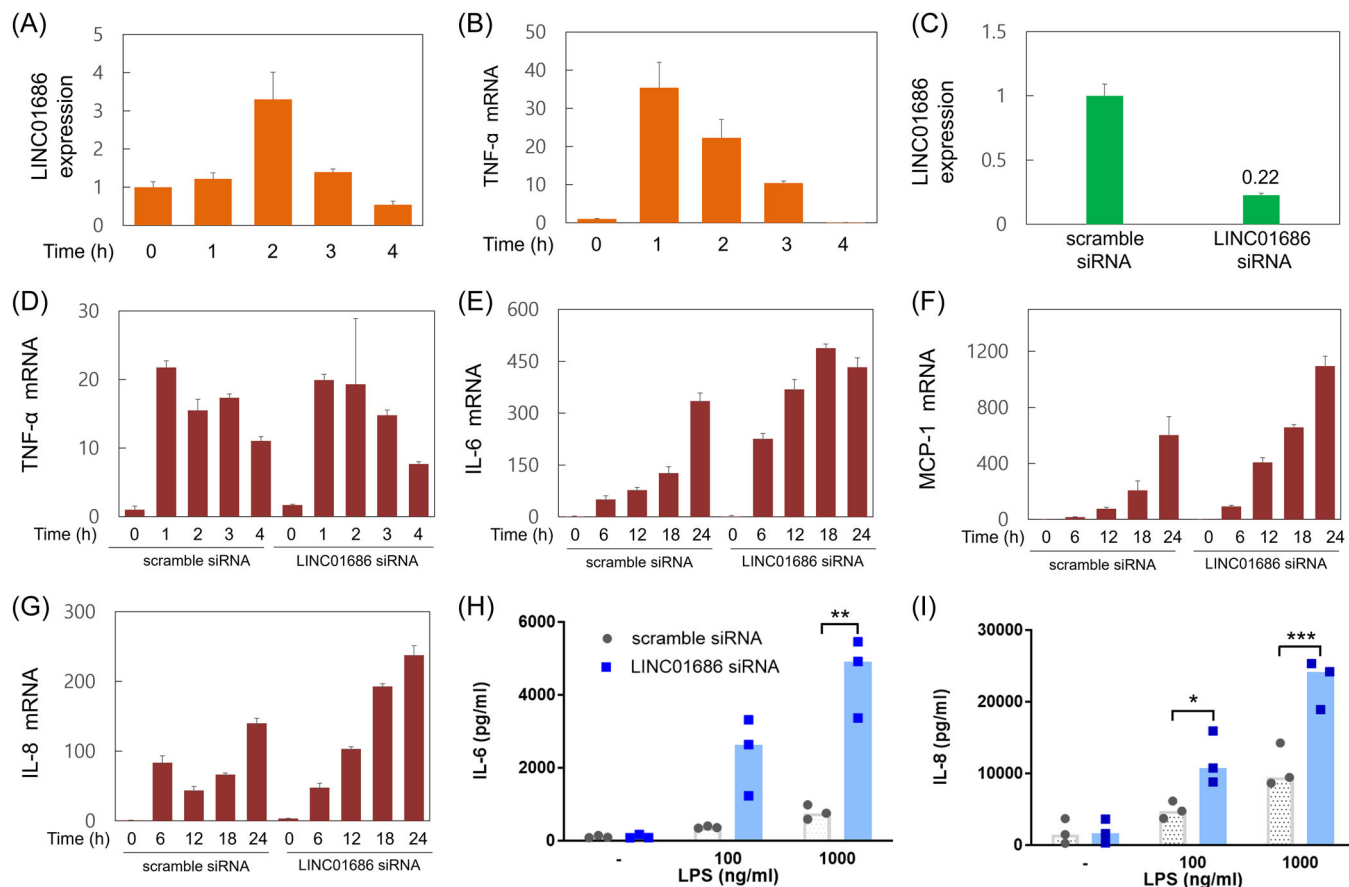 (A)
LINC01686
expression
5
4
3
2
1
0
Time (h) 0 1 2 3 4
(B)
TNF-α mRNA
50
40
30
20
10
0
Time (h) 0 1 2 3 4
(C)
LINC01686
expression
1.5
1
0.5
0
0.22
scramble
siRNA
LINC01686
siRNA
(D)
TNF-α mRNA
30
20
10
0
Time (h) 0 1 2 3 4 0 1 2 3 4
scramble siRNA LINC01686 siRNA
(E)
IL-6 mRNA
600
450
300
150
0
Time (h) 0 6 12 18 24 0 6 12 18 24
scramble siRNA LINC01686 siRNA
(F)
MCP-1 mRNA
1200
800
400
0
Time (h) 0 6 12 18 24 0 6 12 18 24
scramble siRNA LINC01686 siRNA
(G)
IL-8 mRNA
300
200
100
0
Time (h) 0 6 12 18 24 0 6 12 18 24
scramble siRNA LINC01686 siRNA
(H)
IL-6 (pg/ml)
6000
4000
2000
0
scramble siRNA
LINC01686 siRNA
**
- 100 1000
LPS (ng/ml)
(I)
IL-8 (pg/ml)
30000
20000
10000
0
*
***
- 100 1000
LPS (ng/ml)